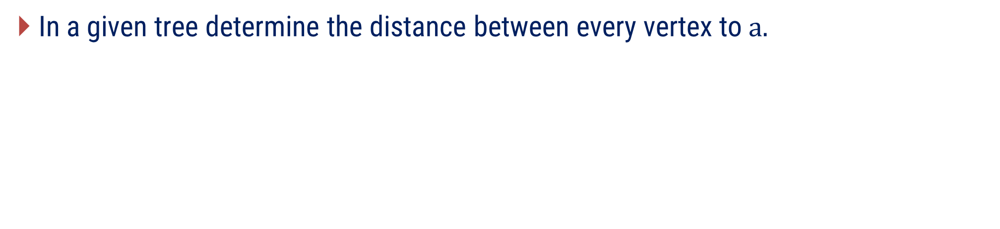 In a given tree determine the distance between every vertex to a.